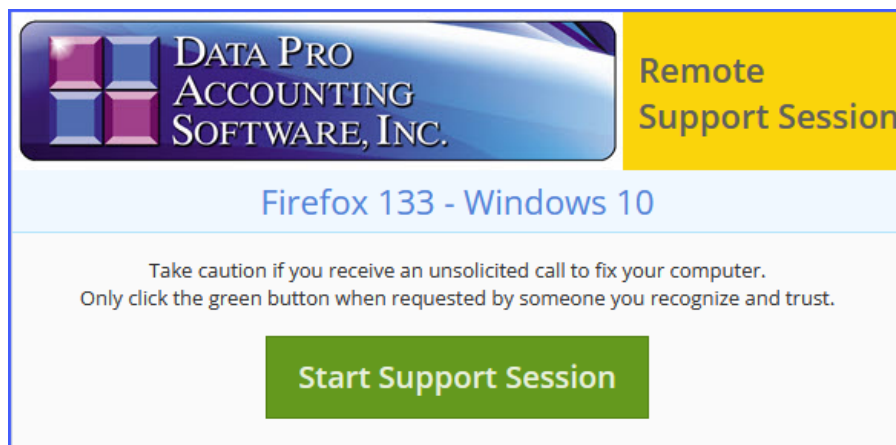 DATA PRO
ACCOUNTING
SOFTWARE, INC.
Remote
Support Session
Firefox 133 - Windows 10
Take caution if you receive an unsolicited call to fix your computer.
Only click the green button when requested by someone you recognize and trust.
Start Support Session